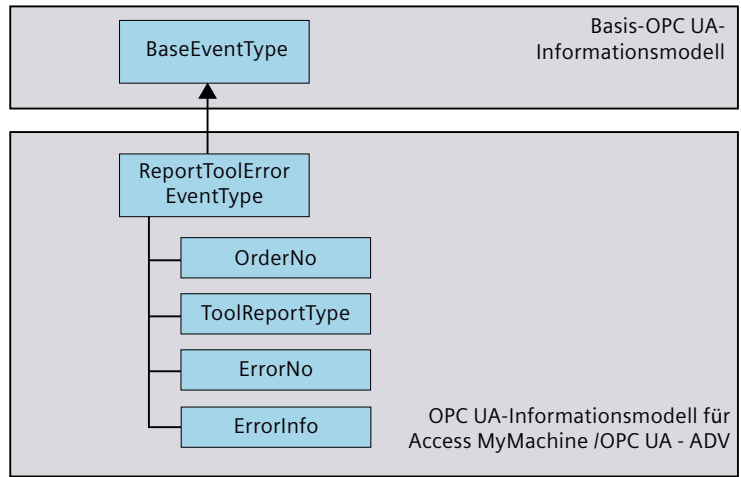 Basis-OPC UA-
Informationsmodell
BaseEventType
ReportToolError
EventType
OrderNo
ToolReportType
ErrorNo
ErrorInfo
OPC UA-Informationsmodell für
Access MyMachine /OPC UA - ADV